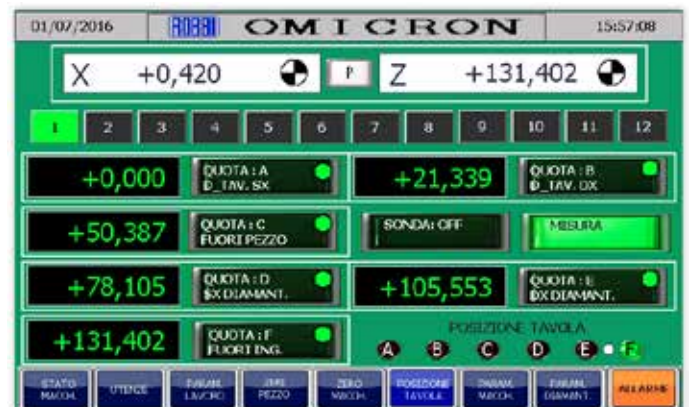 01/07/2016 ROBBI OMICRON 15:57:08
X +0,420 P Z +131,402
1 2 3 4 5 6 7 8 9 10 11 12
+0,000 QUOTA : A +21,339 QUOTA : B
D_TAV. SX D_TAV. DX
+50,387 QUOTA : C SONDA: OFF MISURA
FUORI PEZZO
+78,105 QUOTA : D +105,553 QUOTA : E
SX DIAMANT. DX DIAMANT.
+131,402 QUOTA : F POSIZIONE TAVOLA
FUORI ING. A B C D E F
STATO UTENZE PARAM. ZERO POSIZIONE PARAM. PARAM. ALLARMI
MACCH. LAVORO PEZZO MACCH. TAVOLA MACCH. DIAMANT.